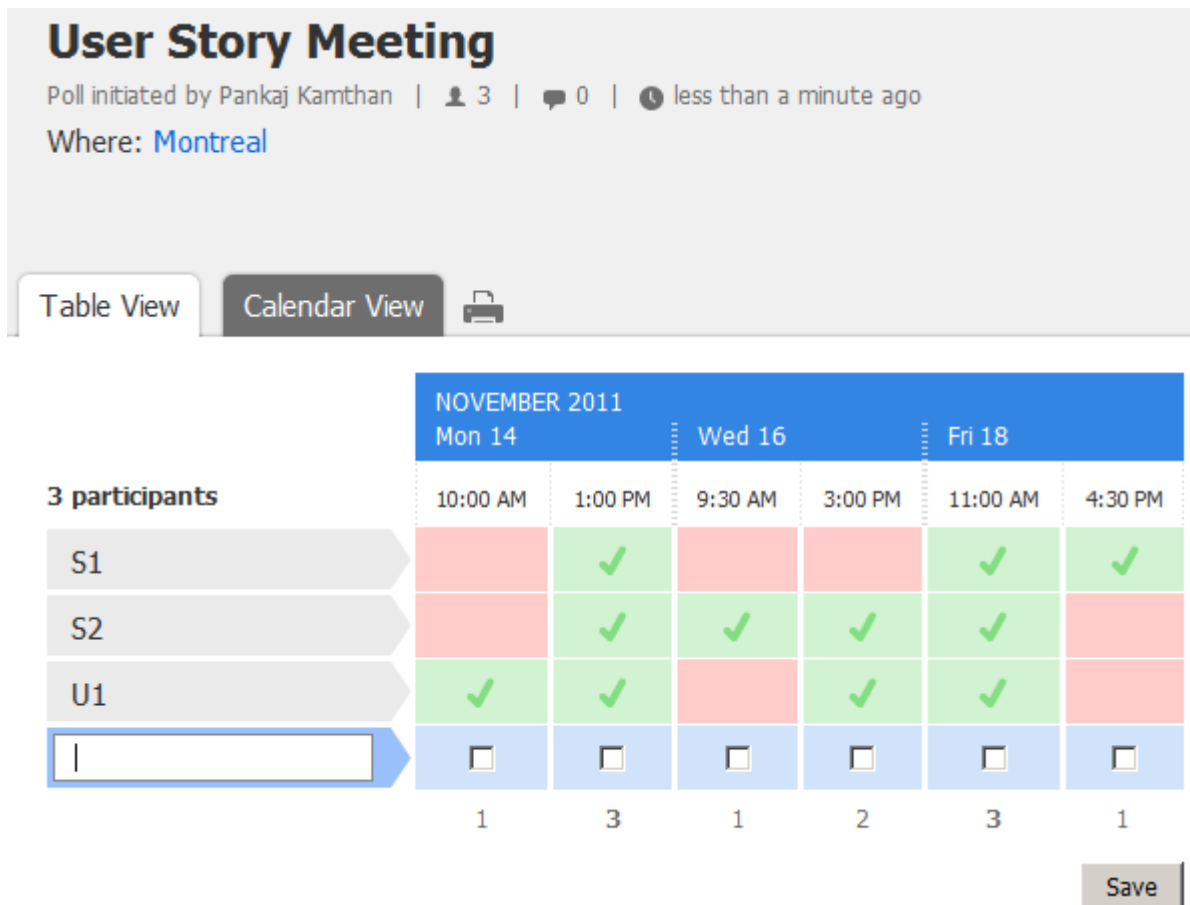 User Story Meeting
Poll initiated by Pankaj Kamthan | 3 | 0 | less than a minute ago
Where: Montreal
Table View Calendar View
NOVEMBER 2011
Mon 14 Wed 16 Fri 18
3 participants 10:00 AM 1:00 PM 9:30 AM 3:00 PM 11:00 AM 4:30 PM
S1
S2
U1
1 3 1 2 3 1
Save